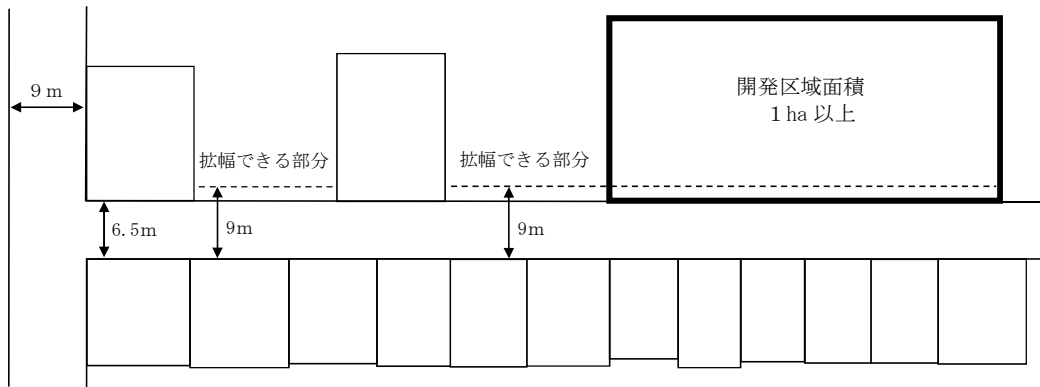 9 m
開発区域面積
1 ha 以上
拡幅できる部分
拡幅できる部分
6.5m
9m
9m